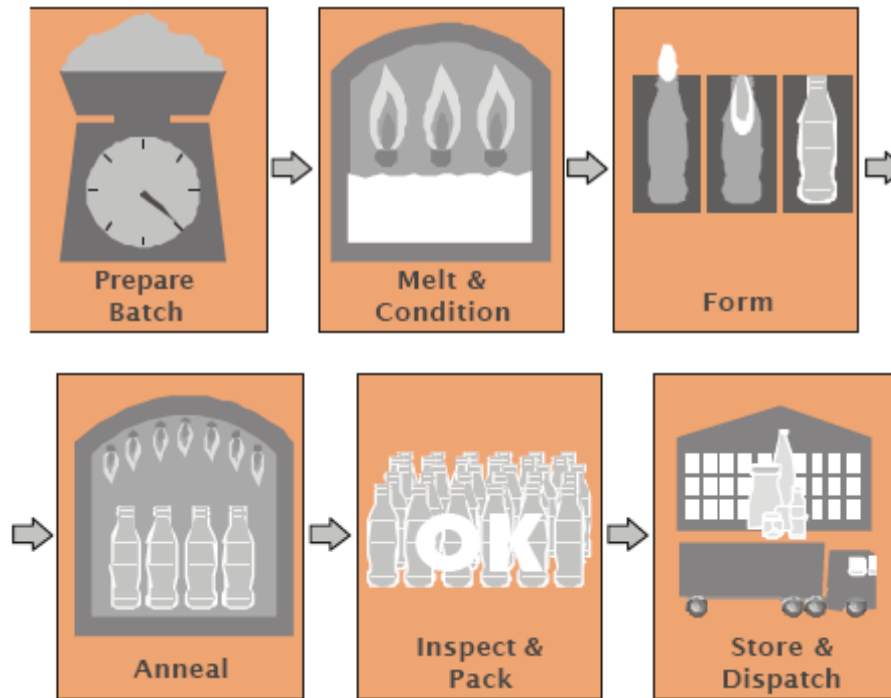 Prepare
Batch
Melt &
Condition
Form
Anneal
OK
Inspect &
Pack
Store &
Dispatch